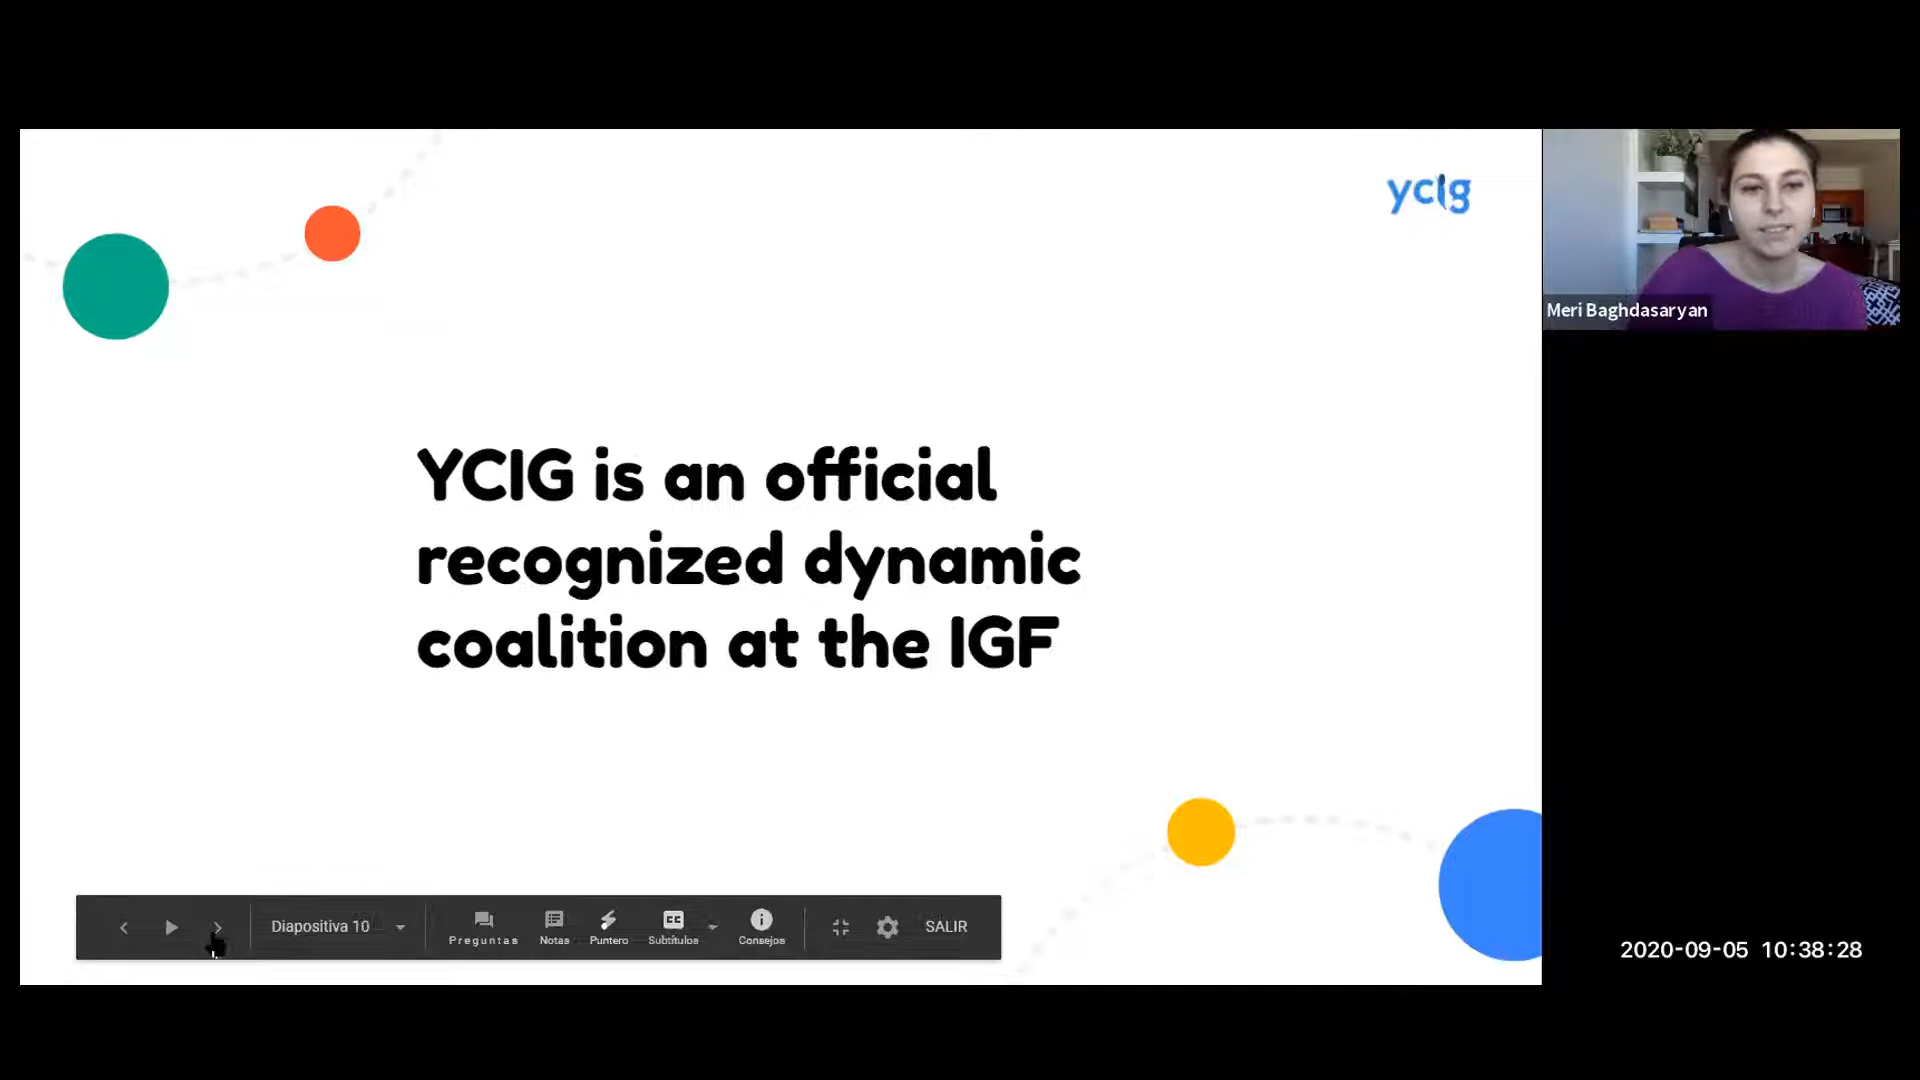 ycig
Meri Baghdasaryan
YCIG is an official
recognized dynamic
coalition at the IGF
Diapositiva 10
Preguntas
Notas
Puntero
CC
Subtítulos
Consejos
SALIR
2020-09-05 10:38:28